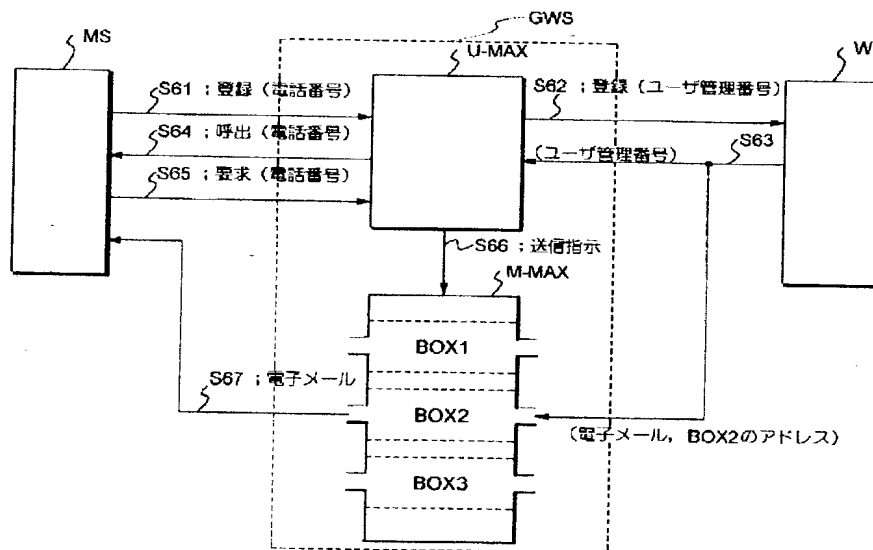 GWS
MS
U-MAX
W
S61 ; 登録 (電話番号)
S62 ; 登録 (ユーザ管理番号)
S64 ; 呼出 (電話番号)
(ユーザ管理番号)
S63
S65 ; 要求 (電話番号)
S66 ; 送信指示
M-MAX
BOX1
S67 ; 電子メール
BOX2
(電子メール, BOX2のアドレス)
BOX3